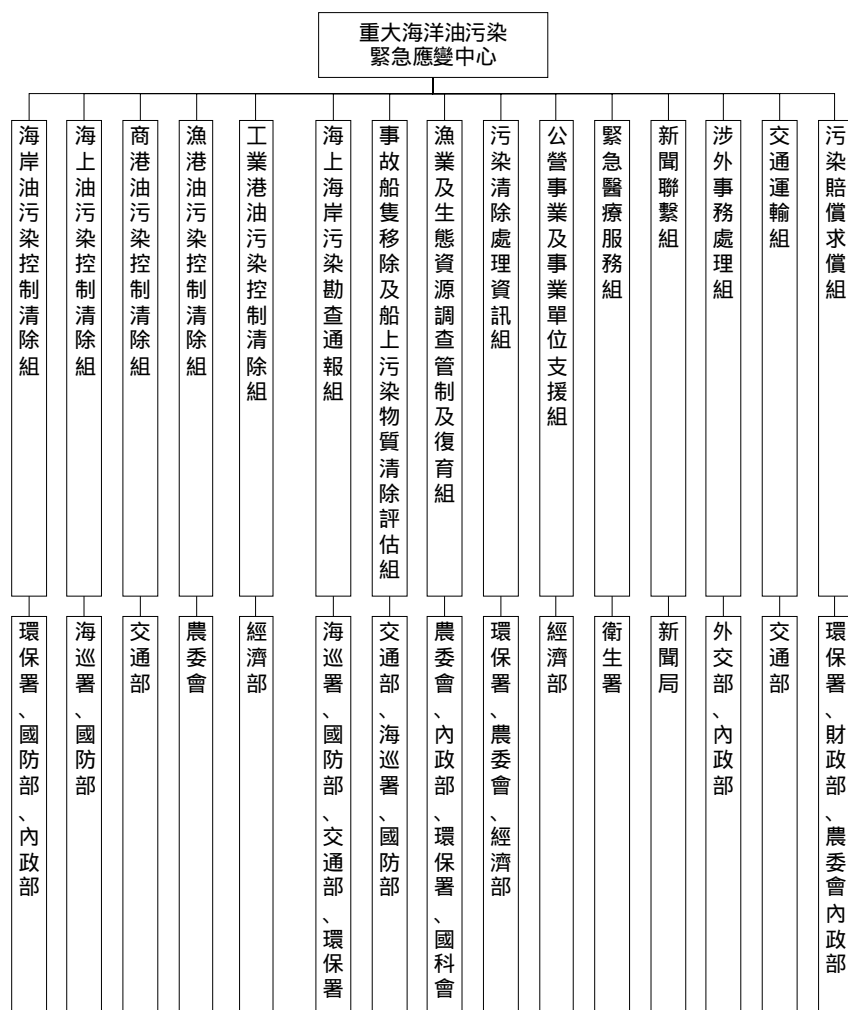 重大海洋油污染
緊急應變中心
海岸油污染控制清除組
海上油污染控制清除組
商港油污染控制清除組
漁港油污染控制清除組
工業港油污染控制清除組
海上海岸污染勘查通報組
事故船隻移除及船上污染物質清除評估組
漁業及生態資源調查管制及復育組
污染清除處理資訊組
公營事業及事業單位支援組
緊急醫療服務組
新聞聯繫組
涉外事務處理組
交通運輸組
污染賠償求償組
環保署、國防部、內政部
海巡署、國防部
交通部
農委會
經濟部
海巡署、國防部、交通部、環保署
交通部、海巡署、國防部
農委會、內政部、環保署、國科會
環保署、農委會、經濟部
經濟部
衛生署
新聞局
外交部、內政部
交通部
環保署、財政部、農委會內政部